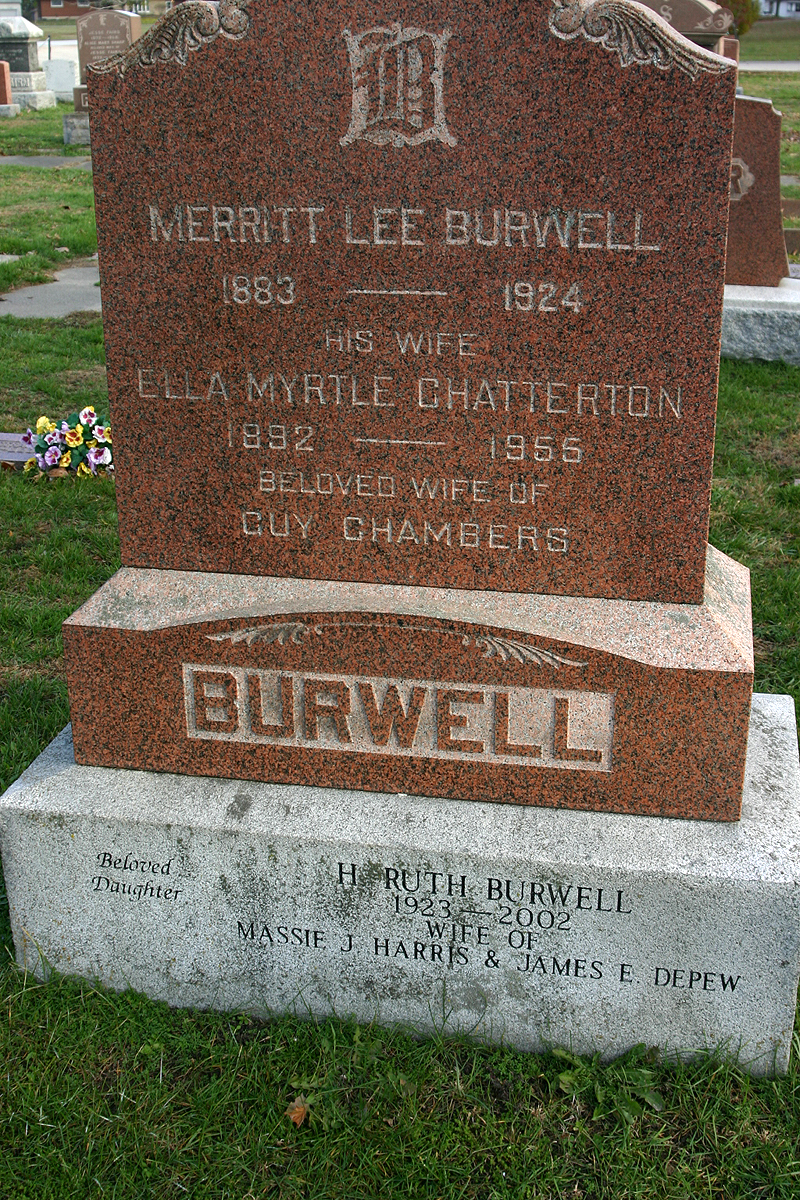 B
MERRITT LEE BURWELL
1883 — 1924
HIS WIFE
ELLA MYRTLE CHATTERTON
1892 — 1955
BELOVED WIFE OF
GUY CHAMBERS
BURWELL
Beloved
Daughter
H. RUTH BURWELL
1923 — 2002
WIFE OF
MASSIE J. HARRIS & JAMES E. DEPEW